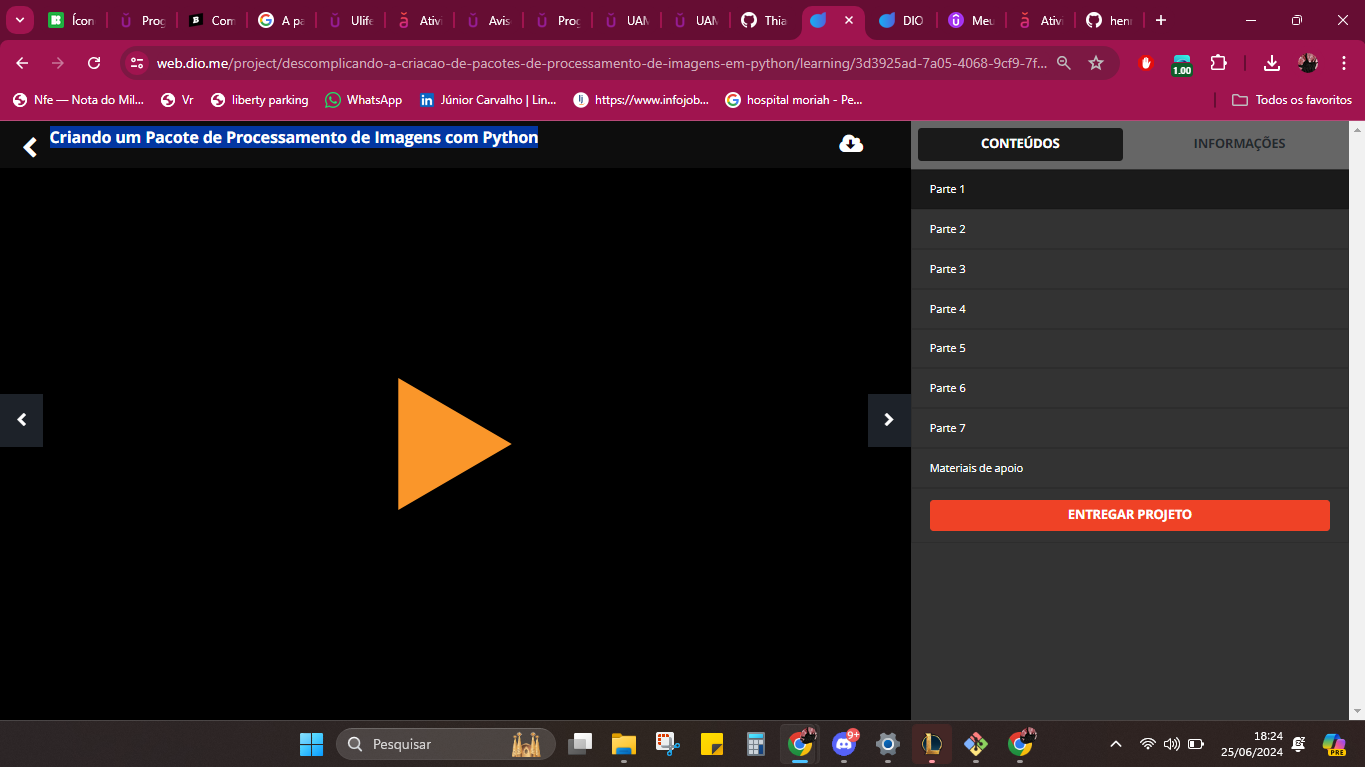 Ícon
Prog
Com
A pa
Ulife
Ativi
Avis
Prog
UAM
UAM
Thia
DIO
Meu
Ativi
henr
web.dio.me/project/descomplicando-a-criacao-de-pacotes-de-processamento-de-imagens-em-python/learning/3d3925ad-7a05-4068-9cf9-7f...
1.00
Nfe — Nota do Mil...
Vr
liberty parking
WhatsApp
Júnior Carvalho | Lin...
https://www.infojob...
hospital moriah - Pe...
Todos os favoritos
Criando um Pacote de Processamento de Imagens com Python
CONTEÚDOS
INFORMAÇÕES
Parte 1
Parte 2
Parte 3
Parte 4
Parte 5
Parte 6
Parte 7
Materiais de apoio
ENTREGAR PROJETO
Pesquisar
9+
18:24
25/06/2024
PRE